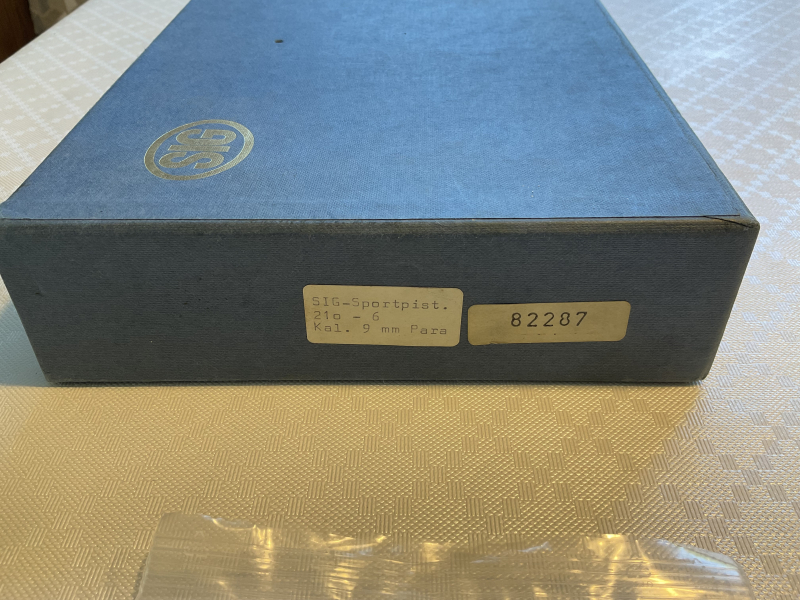 SIG
SIG-Sportpist.
21o - 6
Kal. 9 mm Para
82287